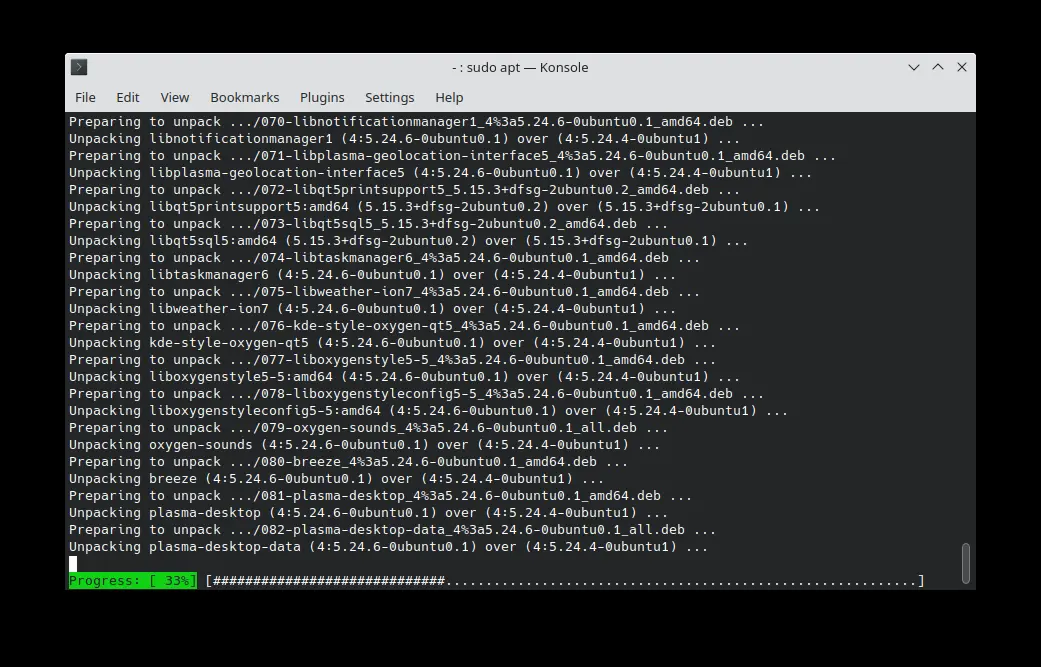 - : sudo apt — Konsole
File Edit View Bookmarks Plugins Settings Help
Preparing to unpack .../070-libnotificationmanager1_4%3a5.24.6-0ubuntu0.1_amd64.deb ...
Unpacking libnotificationmanager1 (4:5.24.6-0ubuntu0.1) over (4:5.24.4-0ubuntu1) ...
Preparing to unpack .../071-libplasma-geolocation-interface5_4%3a5.24.6-0ubuntu0.1_amd64.deb ...
Unpacking libplasma-geolocation-interface5 (4:5.24.6-0ubuntu0.1) over (4:5.24.4-0ubuntu1) ...
Preparing to unpack .../072-libqt5printsupport5_5.15.3+dfsg-2ubuntu0.2_amd64.deb ...
Unpacking libqt5printsupport5:amd64 (5.15.3+dfsg-2ubuntu0.2) over (5.15.3+dfsg-2ubuntu0.1) ...
Preparing to unpack .../073-libqt5sql5_5.15.3+dfsg-2ubuntu0.2_amd64.deb ...
Unpacking libqt5sql5:amd64 (5.15.3+dfsg-2ubuntu0.2) over (5.15.3+dfsg-2ubuntu0.1) ...
Preparing to unpack .../074-libtaskmanager6_4%3a5.24.6-0ubuntu0.1_amd64.deb ...
Unpacking libtaskmanager6 (4:5.24.6-0ubuntu0.1) over (4:5.24.4-0ubuntu1) ...
Preparing to unpack .../075-libweather-ion7_4%3a5.24.6-0ubuntu0.1_amd64.deb ...
Unpacking libweather-ion7 (4:5.24.6-0ubuntu0.1) over (4:5.24.4-0ubuntu1) ...
Preparing to unpack .../076-kde-style-oxygen-qt5_4%3a5.24.6-0ubuntu0.1_amd64.deb ...
Unpacking kde-style-oxygen-qt5 (4:5.24.6-0ubuntu0.1) over (4:5.24.4-0ubuntu1) ...
Preparing to unpack .../077-liboxygenstyle5-5_4%3a5.24.6-0ubuntu0.1_amd64.deb ...
Unpacking liboxygenstyle5-5:amd64 (4:5.24.6-0ubuntu0.1) over (4:5.24.4-0ubuntu1) ...
Preparing to unpack .../078-liboxygenstyleconfig5-5_4%3a5.24.6-0ubuntu0.1_amd64.deb ...
Unpacking liboxygenstyleconfig5-5:amd64 (4:5.24.6-0ubuntu0.1) over (4:5.24.4-0ubuntu1) ...
Preparing to unpack .../079-oxygen-sounds_4%3a5.24.6-0ubuntu0.1_all.deb ...
Unpacking oxygen-sounds (4:5.24.6-0ubuntu0.1) over (4:5.24.4-0ubuntu1) ...
Preparing to unpack .../080-breeze_4%3a5.24.6-0ubuntu0.1_amd64.deb ...
Unpacking breeze (4:5.24.6-0ubuntu0.1) over (4:5.24.4-0ubuntu1) ...
Preparing to unpack .../081-plasma-desktop_4%3a5.24.6-0ubuntu0.1_amd64.deb ...
Unpacking plasma-desktop (4:5.24.6-0ubuntu0.1) over (4:5.24.4-0ubuntu1) ...
Preparing to unpack .../082-plasma-desktop-data_4%3a5.24.6-0ubuntu0.1_all.deb ...
Unpacking plasma-desktop-data (4:5.24.6-0ubuntu0.1) over (4:5.24.4-0ubuntu1) ...
Progress: [ 33%] [#############################...........................................................]